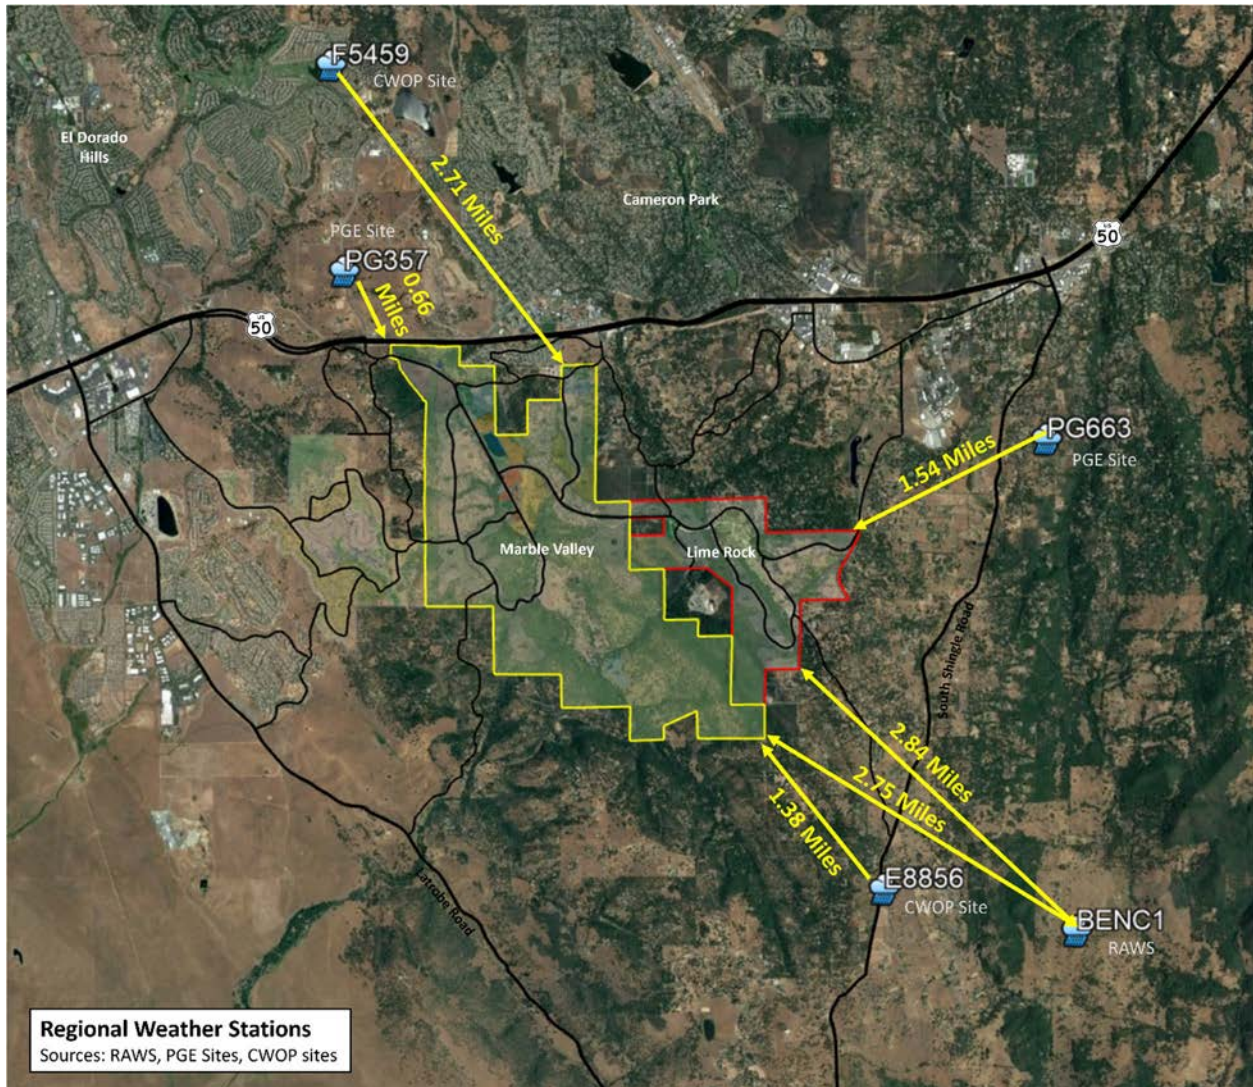 F5459
CWOP Site
El Dorado
Hills
2.71 Miles
Cameron Park
PGE Site
PG357
0.66
Miles
US
50
US
50
PG663
PGE Site
1.54 Miles
Marble Valley
Lime Rock
South Shingle Road
2.84 Miles
2.75 Miles
1.38 Miles
E8856
CWOP Site
BENC1
RAWS
Latrobe Road
Regional Weather Stations
Sources: RAWS, PGE Sites, CWOP sites